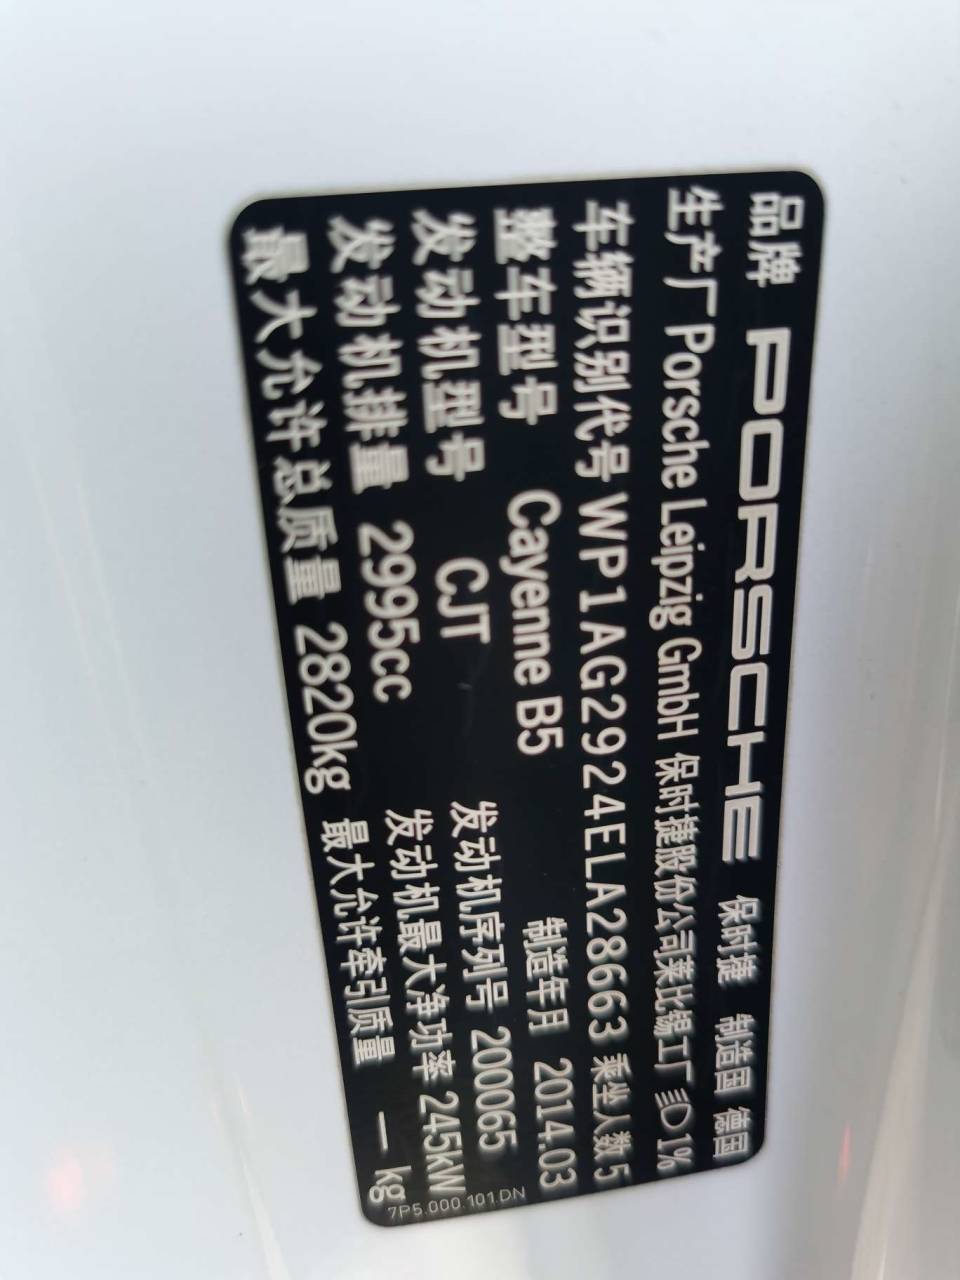 品牌 PORSCHE 保时捷 制造国 德国
生产厂 Porsche Leipzig GmbH 保时捷股份公司莱比锡工厂 1%
车辆识别代号 WP1AG2924ELA28663 乘坐人数 5
整车型号 Cayenne B5 制造年月 2014.03
发动机型号 CJT 发动机序列号 200065
发动机排量 2995cc 发动机最大净功率 245kW
最大允许总质量 2820kg 最大允许牵引质量 — kg
7P5.000.101.DN